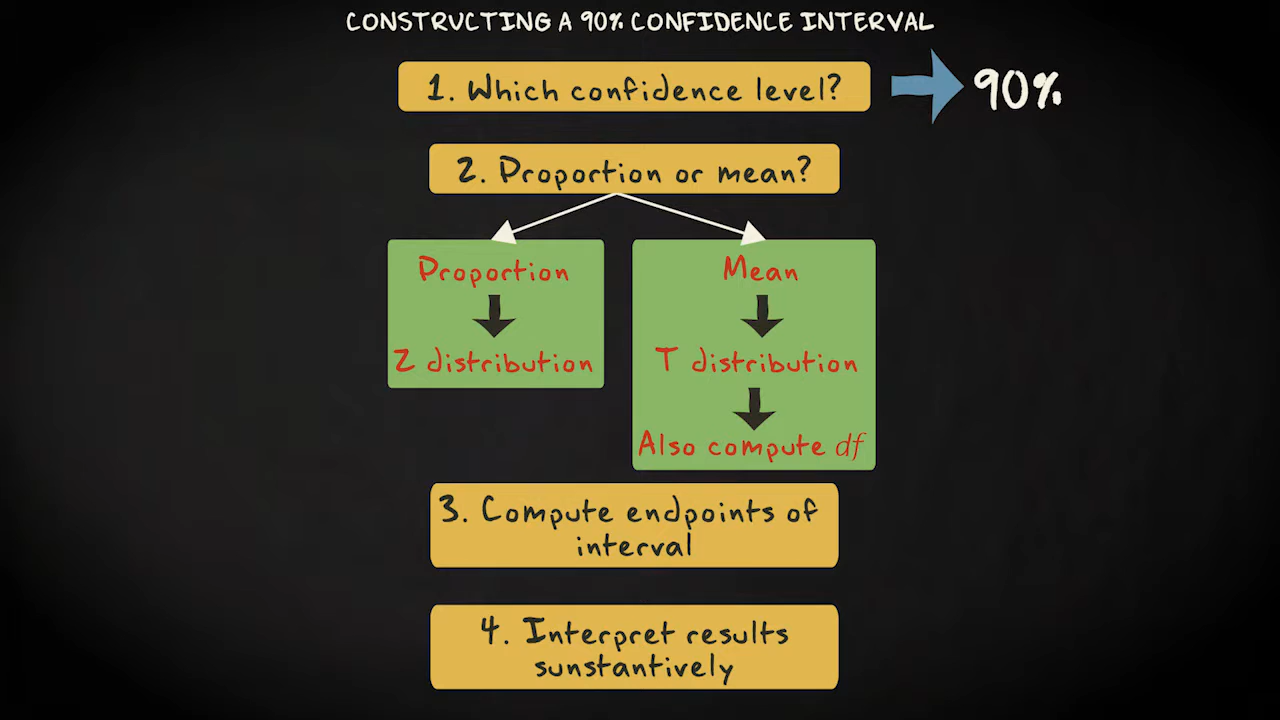 CONSTRUCTING A 90% CONFIDENCE INTERVAL
1. Which confidence level?
90%
2. Proportion or mean?
Proportion
Z distribution
Mean
T distribution
Also compute df
3. Compute endpoints of
interval
4. Interpret results
sunstantively